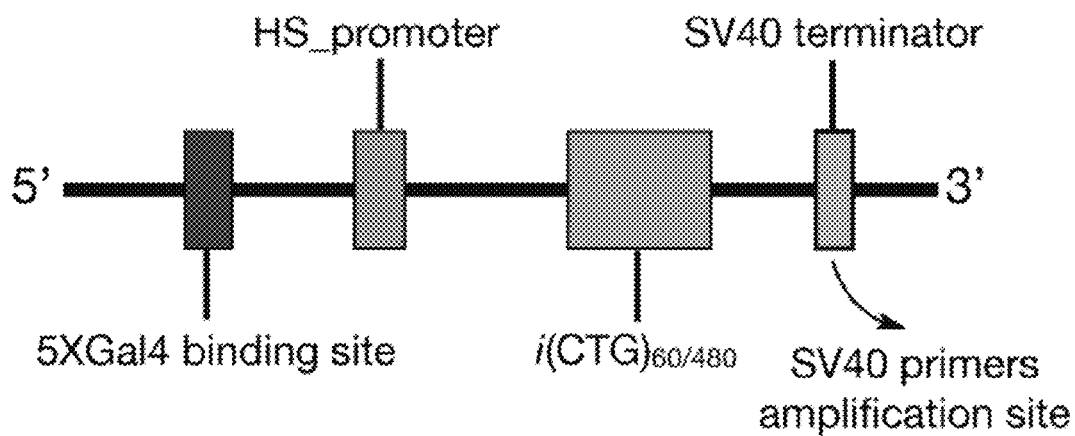 HS_promoter
SV40 terminator
5'
3'
5XGal4 binding site
i(CTG)60/480
SV40 primers
amplification site